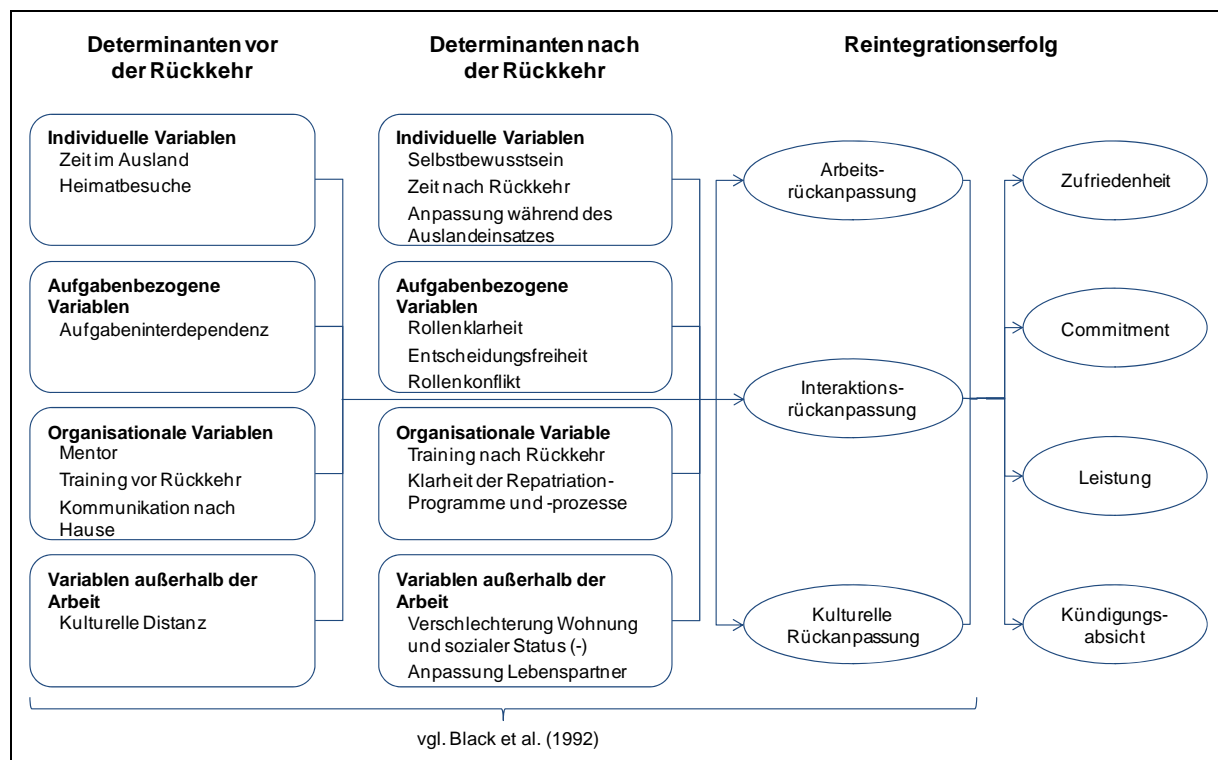 Determinanten vor
der Rückkehr
Individuelle Variablen
Zeit im Ausland
Heimatbesuche
Aufgabenbezogene
Variablen
Aufgabeninterdependenz
Organisationale Variablen
Mentor
Training vor Rückkehr
Kommunikation nach
Hause
Variablen außerhalb der
Arbeit
Kulturelle Distanz
Determinanten nach
der Rückkehr
Individuelle Variablen
Selbstbewusstsein
Zeit nach Rückkehr
Anpassung während des
Auslandeinsatzes
Aufgabenbezogene
Variablen
Rollenklarheit
Entscheidungsfreiheit
Rollenkonflikt
Organisationale Variable
Training nach Rückkehr
Klarheit der Repatriation-
Programme und -prozesse
Variablen außerhalb der
Arbeit
Verschlechterung Wohnung
und sozialer Status (-)
Anpassung Lebenspartner
Reintegrationserfolg
Arbeits-
rückanpassung
Interaktions-
rückanpassung
Kulturelle
Rückanpassung
Zufriedenheit
Commitment
Leistung
Kündigungs-
absicht
vgl. Black et al. (1992)